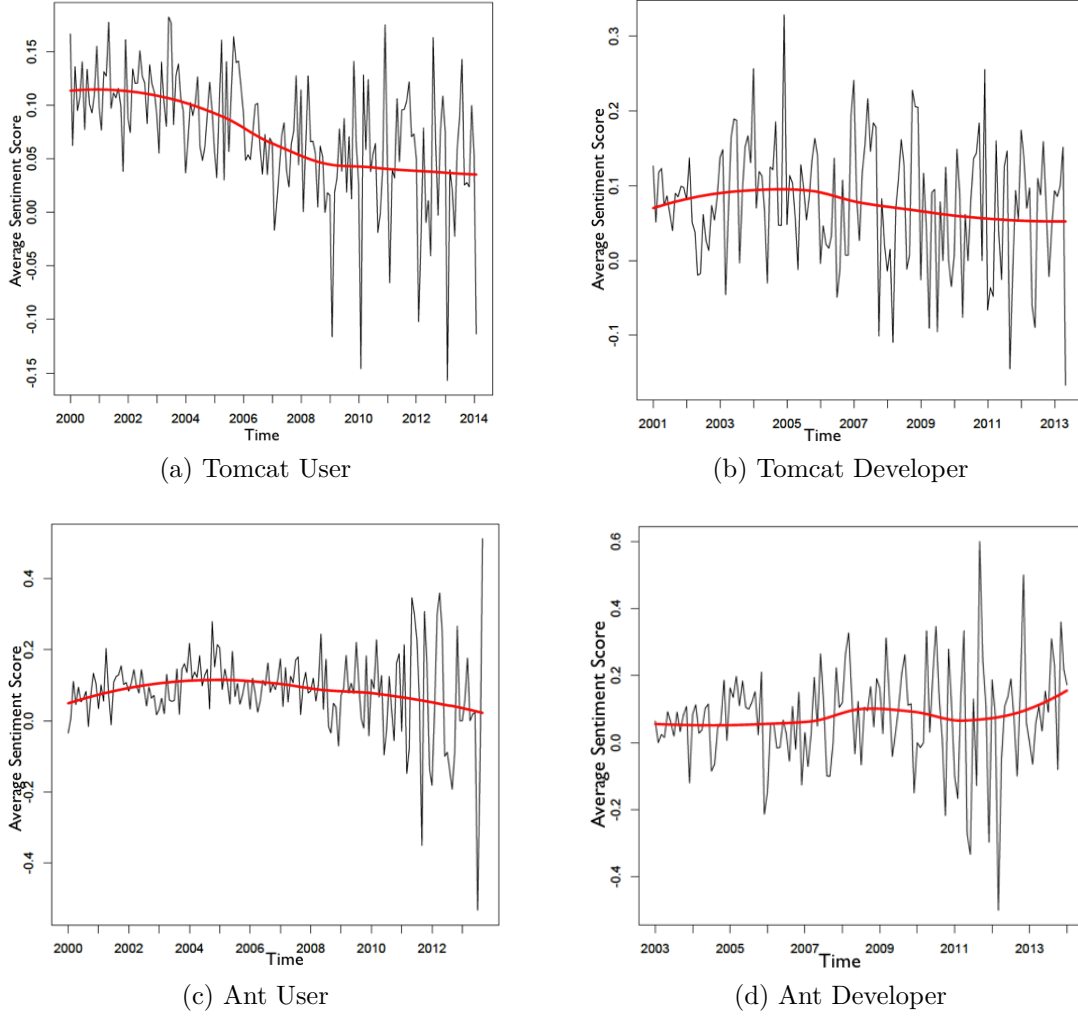 Average Sentiment Score
0.15
0.10
0.05
0.00
-0.05
-0.10
-0.15
2000 2002 2004 2006 2008 2010 2012 2014
Time
(a) Tomcat User
Average Sentiment Score
0.3
0.2
0.1
0.0
-0.1
2001 2003 2005 2007 2009 2011 2013
Time
(b) Tomcat Developer
Average Sentiment Score
0.4
0.2
0.0
-0.2
-0.4
2000 2002 2004 2006 2008 2010 2012
Time
(c) Ant User
Average Sentiment Score
0.6
0.4
0.2
0.0
-0.2
-0.4
2003 2005 2007 2009 2011 2013
Time
(d) Ant Developer